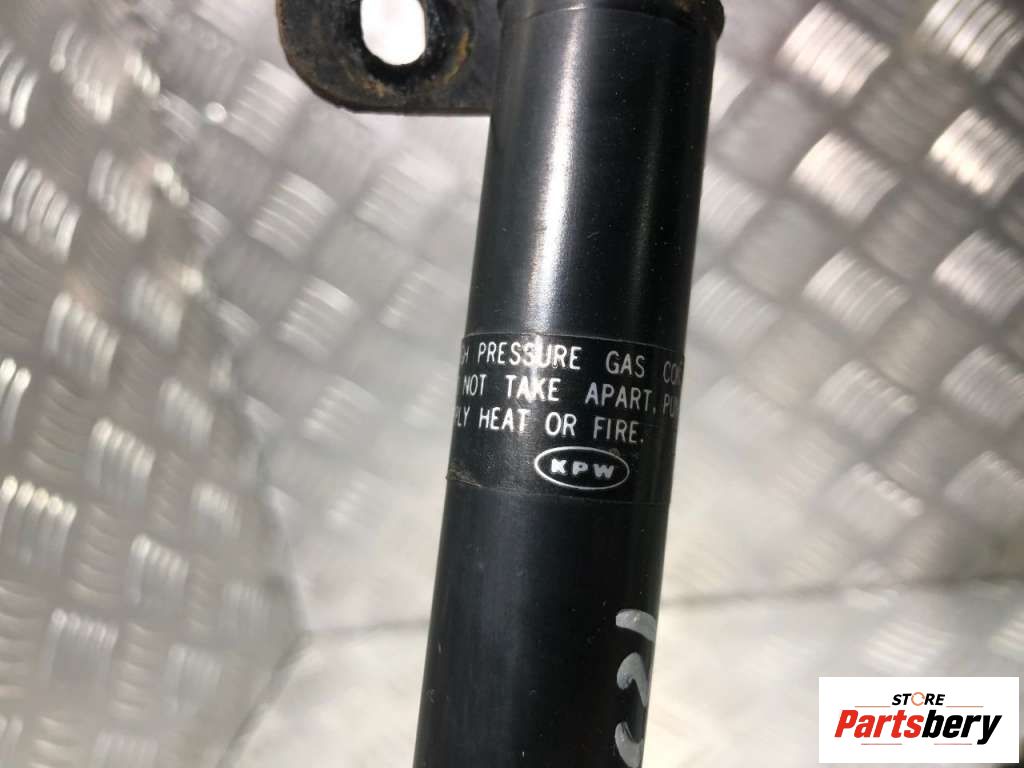 PRESSURE GAS
NOT TAKE APART.
HEAT OR FIRE.
KPW
STORE
Partsbery